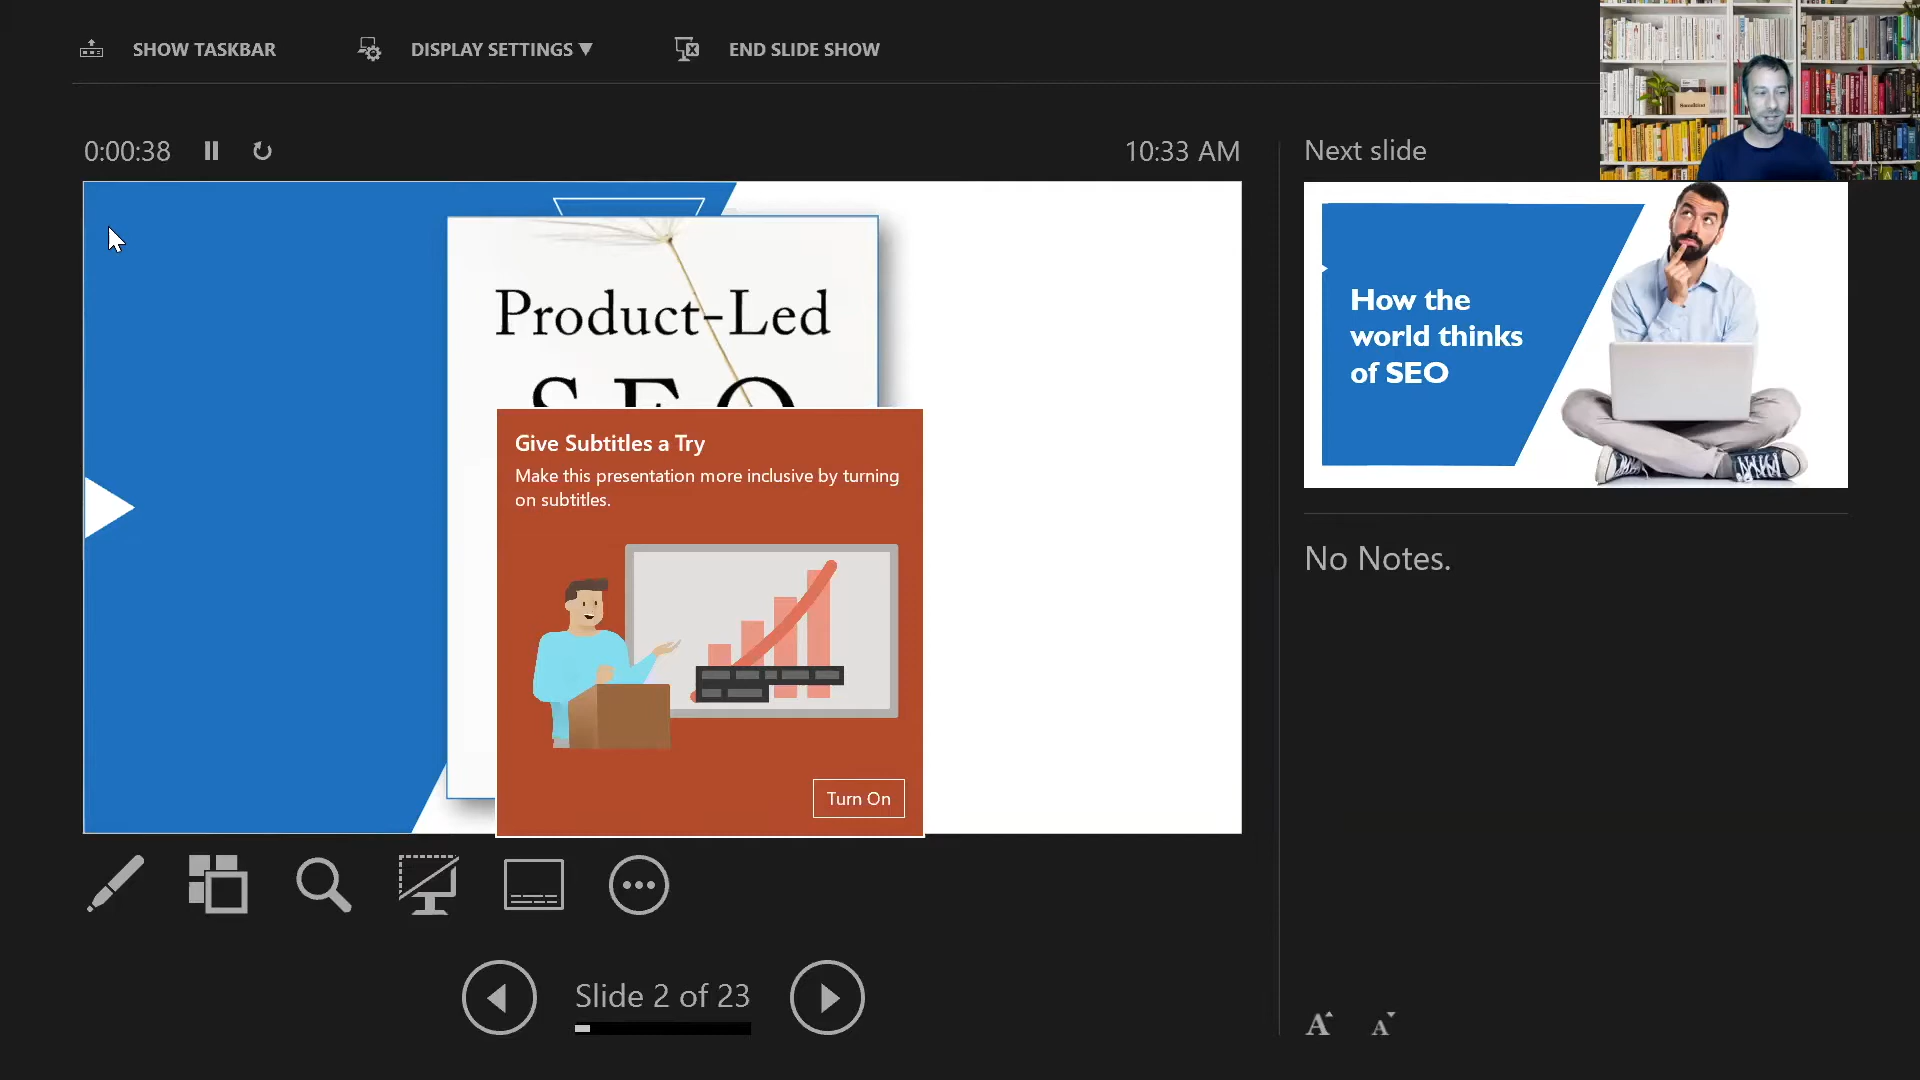 SHOW TASKBAR
DISPLAY SETTINGS ▼
END SLIDE SHOW
0:00:38
10:33 AM
Next slide
Product-Led
SEO
Give Subtitles a Try
Make this presentation more inclusive by turning
on subtitles.
Turn On
How the
world thinks
of SEO
No Notes.
Slide 2 of 23
A
A